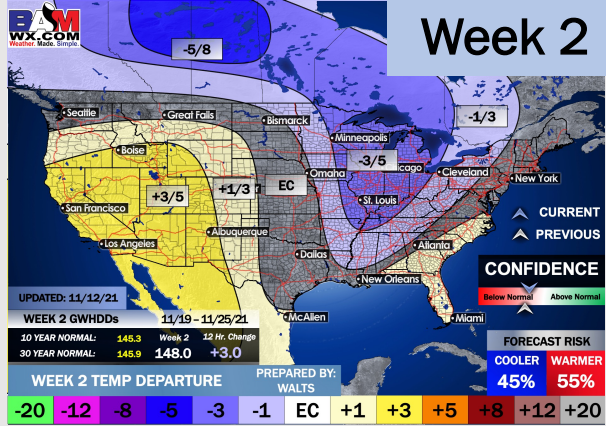 BAM
WX.COM
Weather. Made. Simple.
Week 2
-5/8
-1/3
Seattle
Great Falls
Bismarck
Minneapolis
Boise
-3/5
icago
Cleveland
New York
Omaha
+3/5
+1/3
EC
St. Louis
San Francisco
CURRENT
Albuquerque
PREVIOUS
Los Angeles
Atlanta
Dallas
CONFIDENCE
New Orleans
Below Normal
Above Normal
UPDATED: 11/12/21
McAllen
Miami
WEEK 2 GWHDDs 11/19 – 11/25/21
10 YEAR NORMAL: 145.3 Week 2 12 Hr. Change
30 YEAR NORMAL: 145.9 148.0 +3.0
FORECAST RISK
COOLER WARMER
45% 55%
WEEK 2 TEMP DEPARTURE
PREPARED BY:
WALTS
-20 -12 -8 -5 -3 -1 EC +1 +3 +5 +8 +12 +20